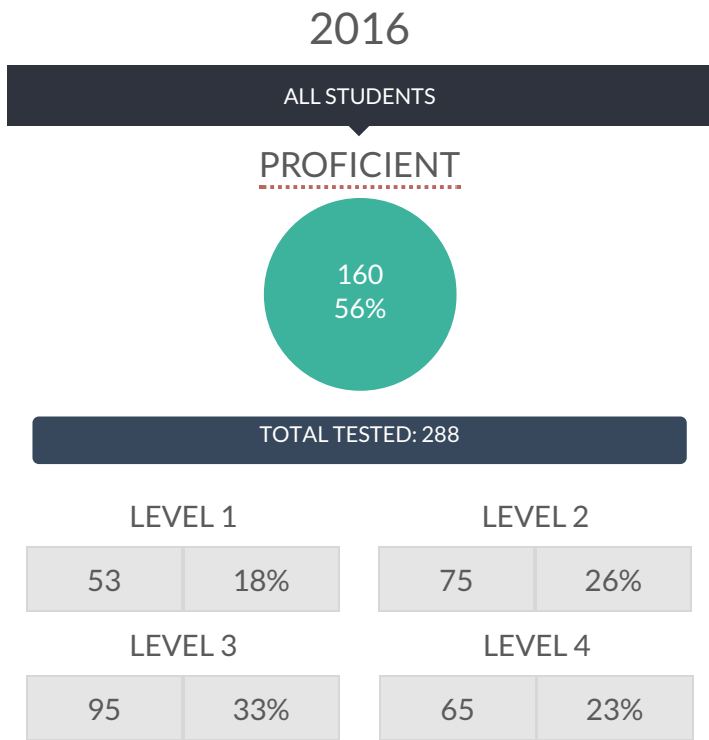 2016
ALL STUDENTS
PROFICIENT
160
56%
TOTAL TESTED: 288
LEVEL 1 LEVEL 2
53 18% 75 26%
LEVEL 3 LEVEL 4
95 33% 65 23%